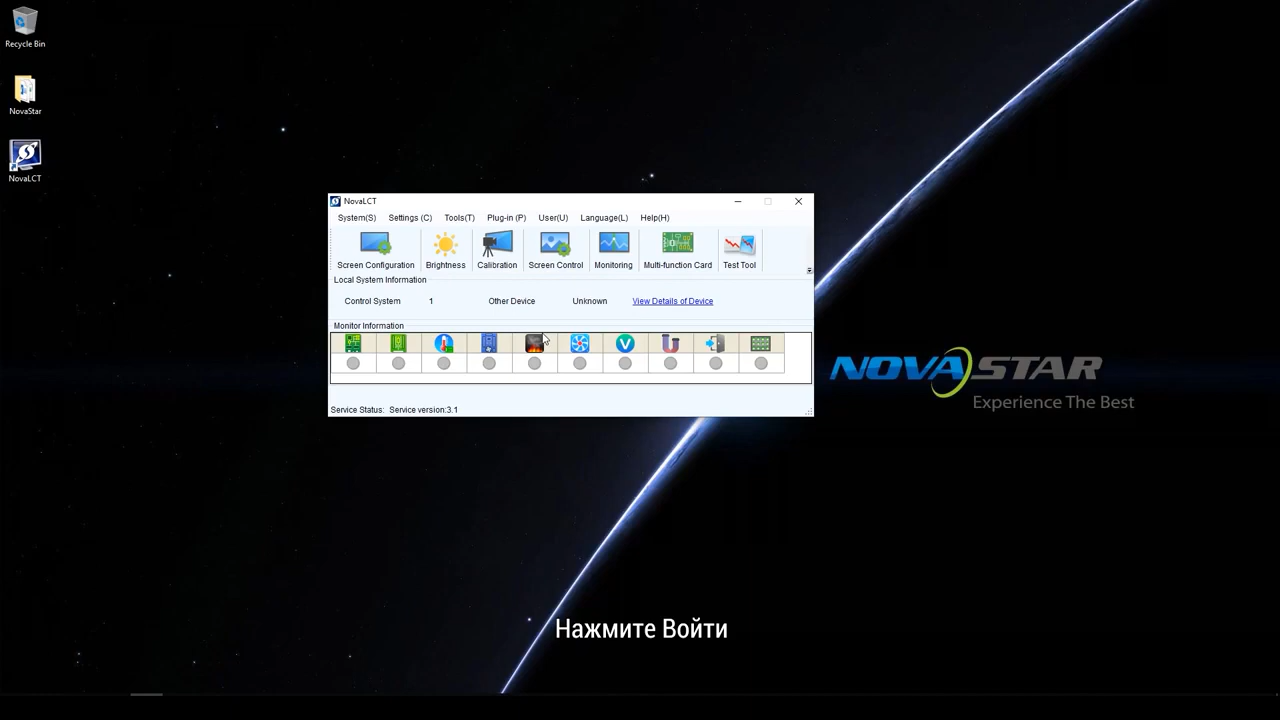 Recycle Bin
NovaStar
NovaLCT
NovaLCT
System(S) Settings (C) Tools(T) Plug-in (P) User(U) Language(L) Help(H)
Screen Configuration Brightness Calibration Screen Control Monitoring Multi-function Card Test Tool
Local System Information
Control System 1 Other Device Unknown View Details of Device
Monitor Information
V
Service Status: Service version:3.1
NOVASTAR
Experience The Best
Нажмите Войти